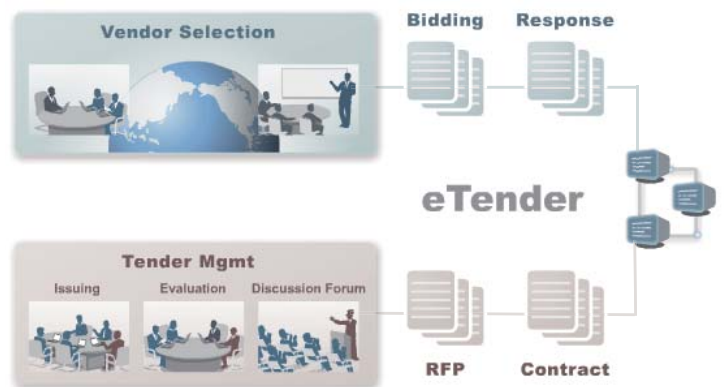 Vendor Selection
Bidding
Response
eTender
Tender Mgmt
Issuing
Evaluation
Discussion Forum
RFP
Contract